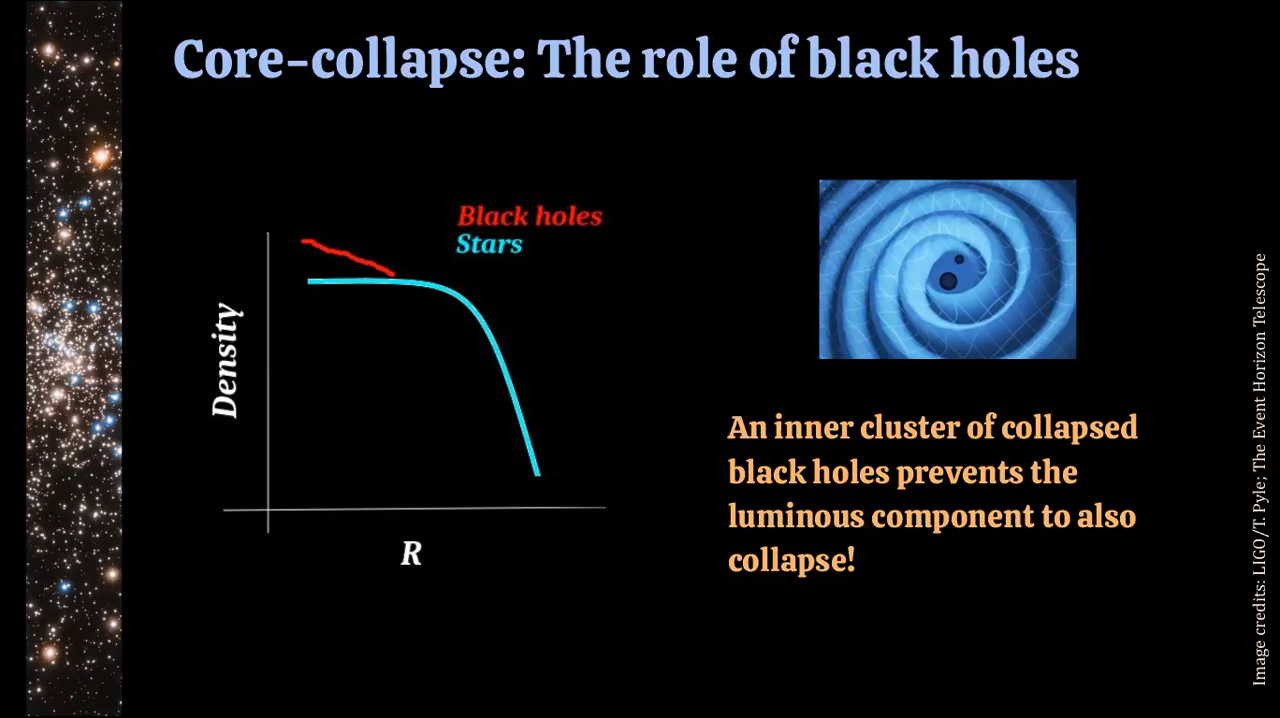 Core-collapse: The role of black holes
Black holes
Stars
Density
R
An inner cluster of collapsed
black holes prevents the
luminous component to also
collapse!
Image credits: LIGO/T. Pyle; The Event Horizon Telescope